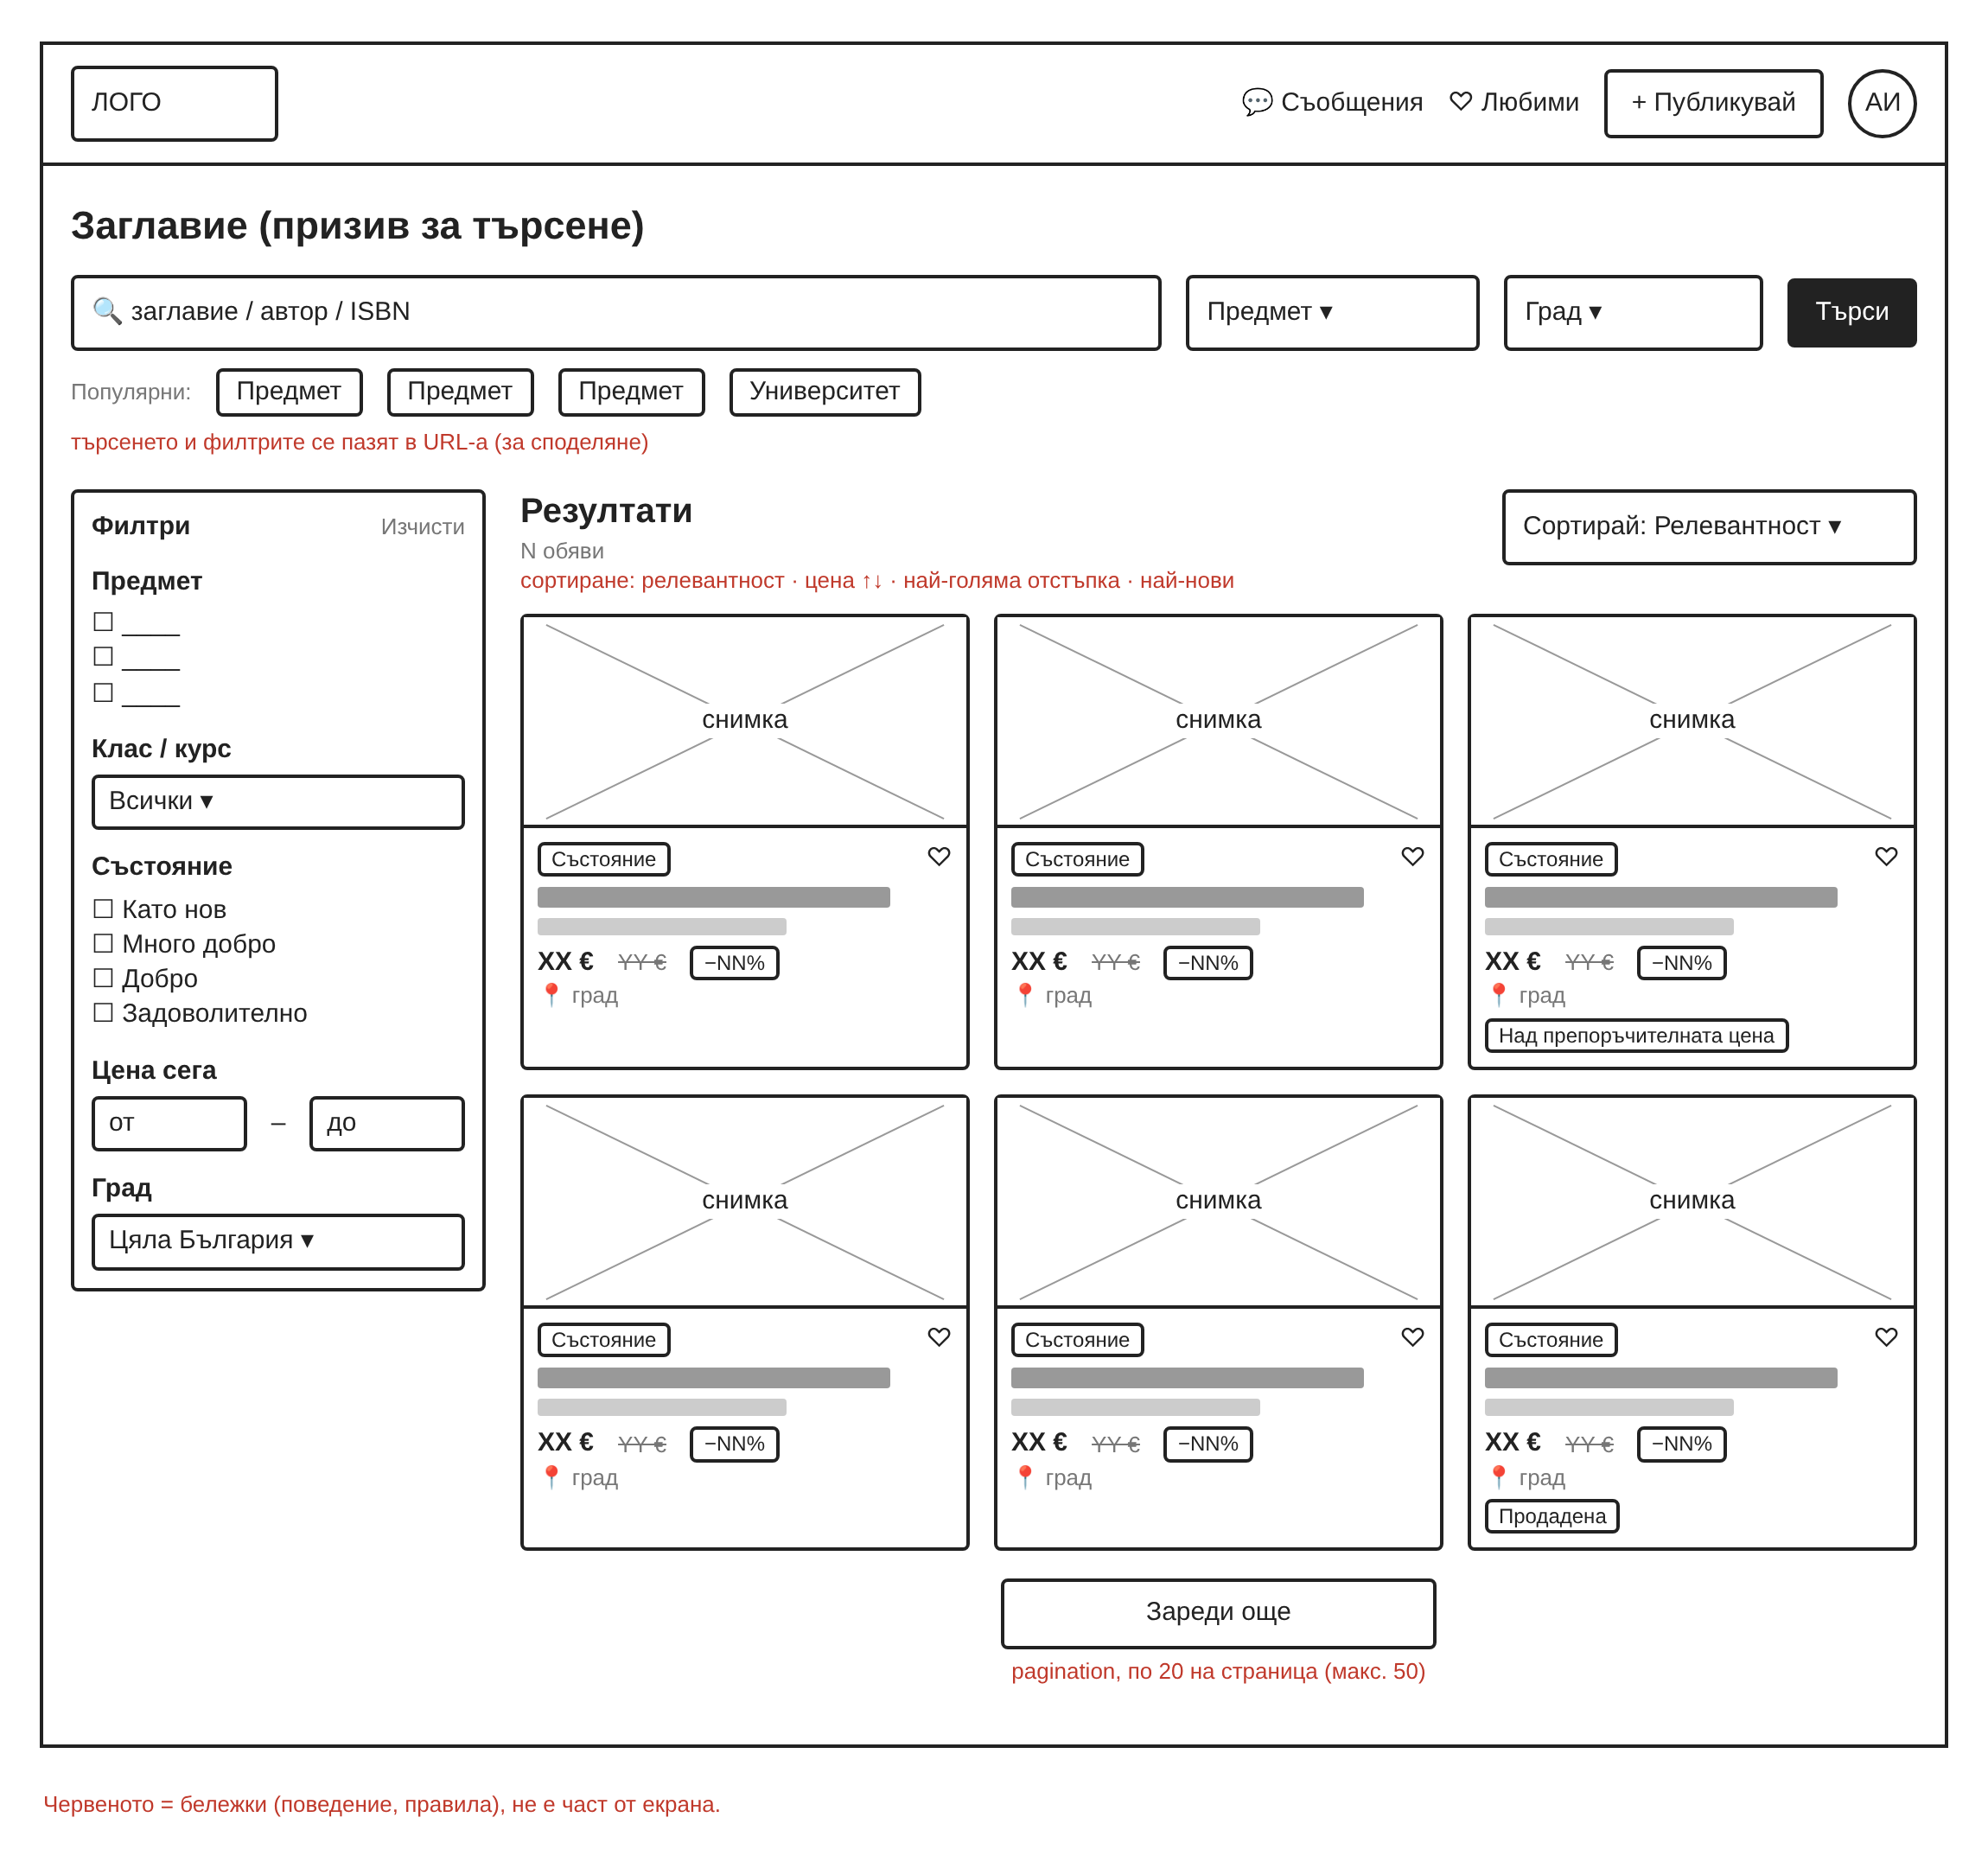 ЛОГО
💬 Съобщения ♡ Любими + Публикувай АИ
Заглавие (призив за търсене)
🔍 заглавие / автор / ISBN Предмет ▾ Град ▾ Търси
Популярни: Предмет Предмет Предмет Университет
търсенето и филтрите се пазят в URL-а (за споделяне)
Филтри Изчисти
Предмет
☐ ____
☐ ____
☐ ____
Клас / курс
Всички ▾
Състояние
☐ Като нов
☐ Много добро
☐ Добро
☐ Задоволително
Цена сега
от – до
Град
Цяла България ▾
Резултати
N обяви
сортиране: релевантност · цена ↑↓ · най-голяма отстъпка · най-нови
Сортирай: Релевантност ▾
снимка
Състояние ♡
XX € YY € −NN%
📍 град
снимка
Състояние ♡
XX € YY € −NN%
📍 град
снимка
Състояние ♡
XX € YY € −NN%
📍 град
Над препоръчителната цена
снимка
Състояние ♡
XX € YY € −NN%
📍 град
снимка
Състояние ♡
XX € YY € −NN%
📍 град
снимка
Състояние ♡
XX € YY € −NN%
📍 град
Продадена
Зареди още
pagination, по 20 на страница (макс. 50)
Червеното = бележки (поведение, правила), не е част от екрана.